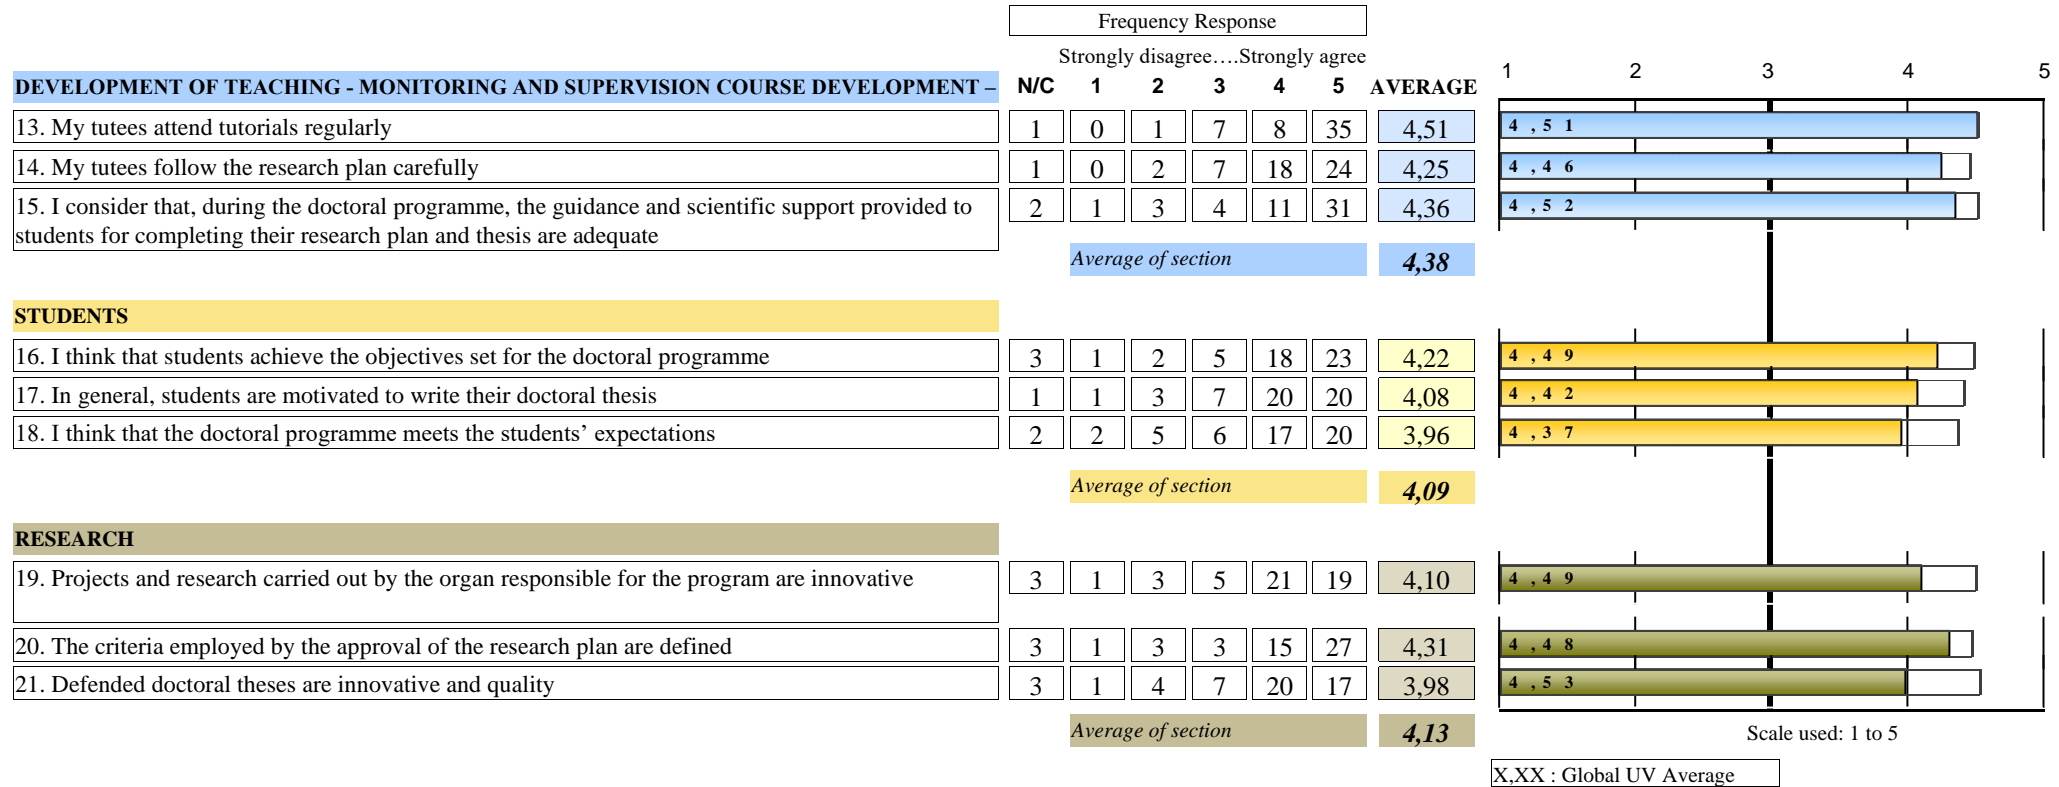 Frequency Response
Strongly disagree….Strongly agree
DEVELOPMENT OF TEACHING - MONITORING AND SUPERVISION COURSE DEVELOPMENT – N/C 1 2 3 4 5 AVERAGE 1 2 3 4 5
13. My tutees attend tutorials regularly 1 0 1 7 8 35 4,51 4,51
14. My tutees follow the research plan carefully 1 0 2 7 18 24 4,25 4,46
15. I consider that, during the doctoral programme, the guidance and scientific support provided to 2 1 3 4 11 31 4,36 4,52
students for completing their research plan and thesis are adequate
Average of section 4,38
STUDENTS
16. I think that students achieve the objectives set for the doctoral programme 3 1 2 5 18 23 4,22 4,49
17. In general, students are motivated to write their doctoral thesis 1 1 3 7 20 20 4,08 4,42
18. I think that the doctoral programme meets the students’ expectations 2 2 5 6 17 20 3,96 4,37
Average of section 4,09
RESEARCH
19. Projects and research carried out by the organ responsible for the program are innovative 3 1 3 5 21 19 4,10 4,49
20. The criteria employed by the approval of the research plan are defined 3 1 3 3 15 27 4,31 4,48
21. Defended doctoral theses are innovative and quality 3 1 4 7 20 17 3,98 4,53
Average of section 4,13 Scale used: 1 to 5
X,XX : Global UV Average